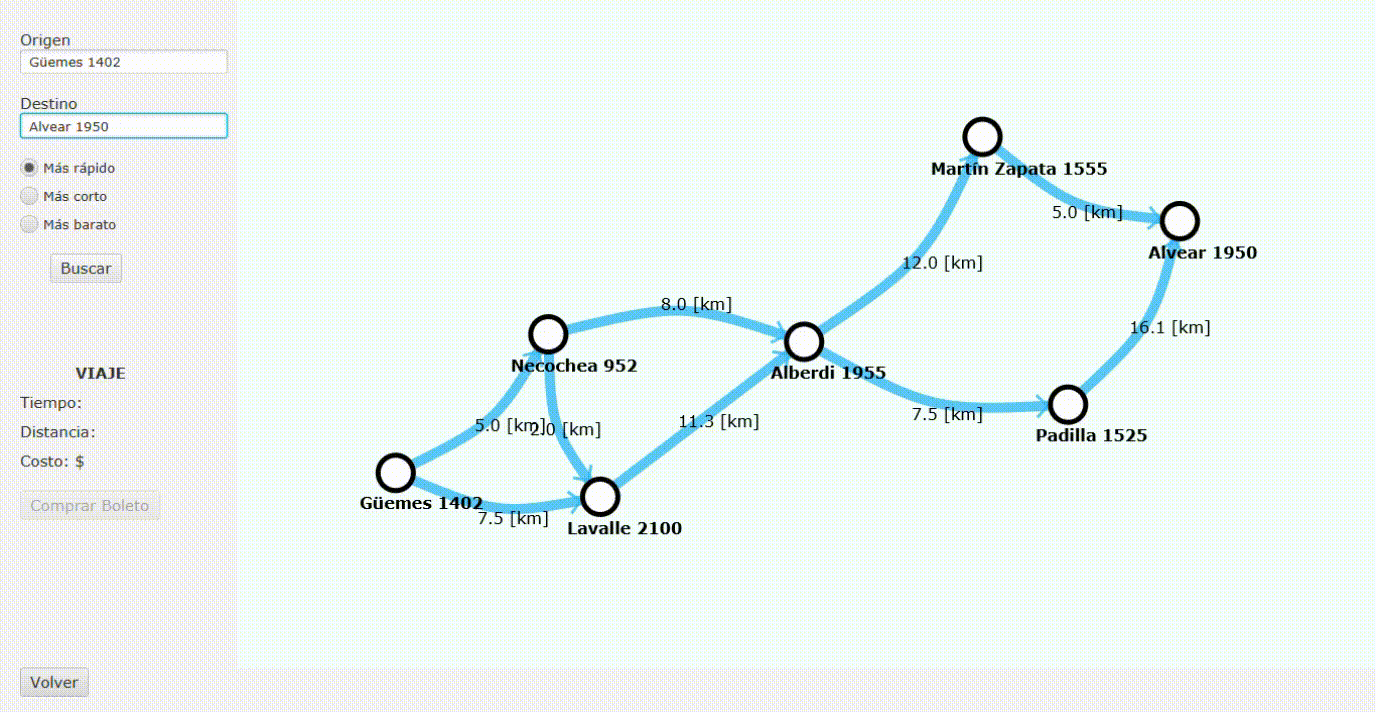 Origen
Güemes 1402
Destino
Alvear 1950
Más rápido
Más corto
Más barato
Buscar
VIAJE
Tiempo:
Distancia:
Costo: $
Comprar Boleto
Volver
Martín Zapata 1555
5.0 [km]
Alvear 1950
12.0 [km]
8.0 [km]
16.1 [km]
Necochea 952
Alberdi 1955
7.5 [km]
11.3 [km]
5.0 [km]
2.0 [km]
Padilla 1525
Güemes 1402
7.5 [km]
Lavalle 2100